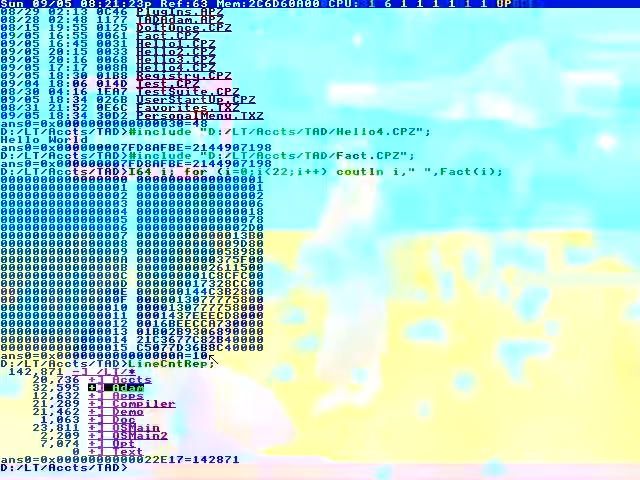 Sun 09/05 08:21:23p Ref:63 Mem:2C6D60A00 CPU: 1 6 1 1 1 1 1 1 UP
08/29 02:13 0C46 PlugIns.APZ
08/28 02:48 1177 TADAdam.APZ
08/18 19:55 0125 DoItOnce.CPZ
09/05 16:55 0061 Fact.CPZ
09/05 16:45 0031 Hello1.CPZ
09/05 20:15 0033 Hello2.CPZ
09/05 20:16 0068 Hello3.CPZ
09/05 17:17 008A Hello4.CPZ
09/05 18:30 01B8 Registry.CPZ
09/04 18:06 014D Test.CPZ
08/30 04:16 1EA7 TestSuite.CPZ
09/05 18:34 026B UserStartUp.CPZ
08/31 21:52 0E6C Favorites.TXZ
09/05 18:34 30D2 PersonalMenu.TXZ
ans0=0x0000000000000030=48
D:/LT/Accts/TAD>#include "D:/LT/Accts/TAD/Hello4.CPZ";
Hello World
ans0=0x000000007FD8AFBE=2144907198
D:/LT/Accts/TAD>#include "D:/LT/Accts/TAD/Fact.CPZ";
ans0=0x000000007FD8AFBE=2144907198
D:/LT/Accts/TAD>I64 i; for (i=0;i<22;i++) coutln i," ",Fact(i);
0000000000000000 0000000000000001
0000000000000001 0000000000000001
0000000000000002 0000000000000002
0000000000000003 0000000000000006
0000000000000004 0000000000000018
0000000000000005 0000000000000078
0000000000000006 00000000000002D0
0000000000000007 00000000000013B0
0000000000000008 0000000000009D80
0000000000000009 0000000000058980
000000000000000A 0000000000375F00
000000000000000B 0000000002611500
000000000000000C 000000001C8CFC00
000000000000000D 000000017328CC00
000000000000000E 000000144C3B2800
000000000000000F 0000013077775800
0000000000000010 0000130777758000
0000000000000011 0001437EEECD8000
0000000000000012 0016BEECCA730000
0000000000000013 01B02B9306890000
0000000000000014 21C3677C82B40000
0000000000000015 C5077D36B8C40000
ans0=0x000000000000000A=10
D:/LT/Accts/TAD>LineCntRep;
142,871 -] /LT/*
20,736 +] Accts
32,595 +] Adam
12,632 +] Apps
21,289 +] Compiler
21,462 +] Demo
1,063 +] Doc
23,811 +] OSMain
2,209 +] OSMain2
7,074 +] Opt
0 +] Text
ans0=0x0000000000022E17=142871
D:/LT/Accts/TAD>